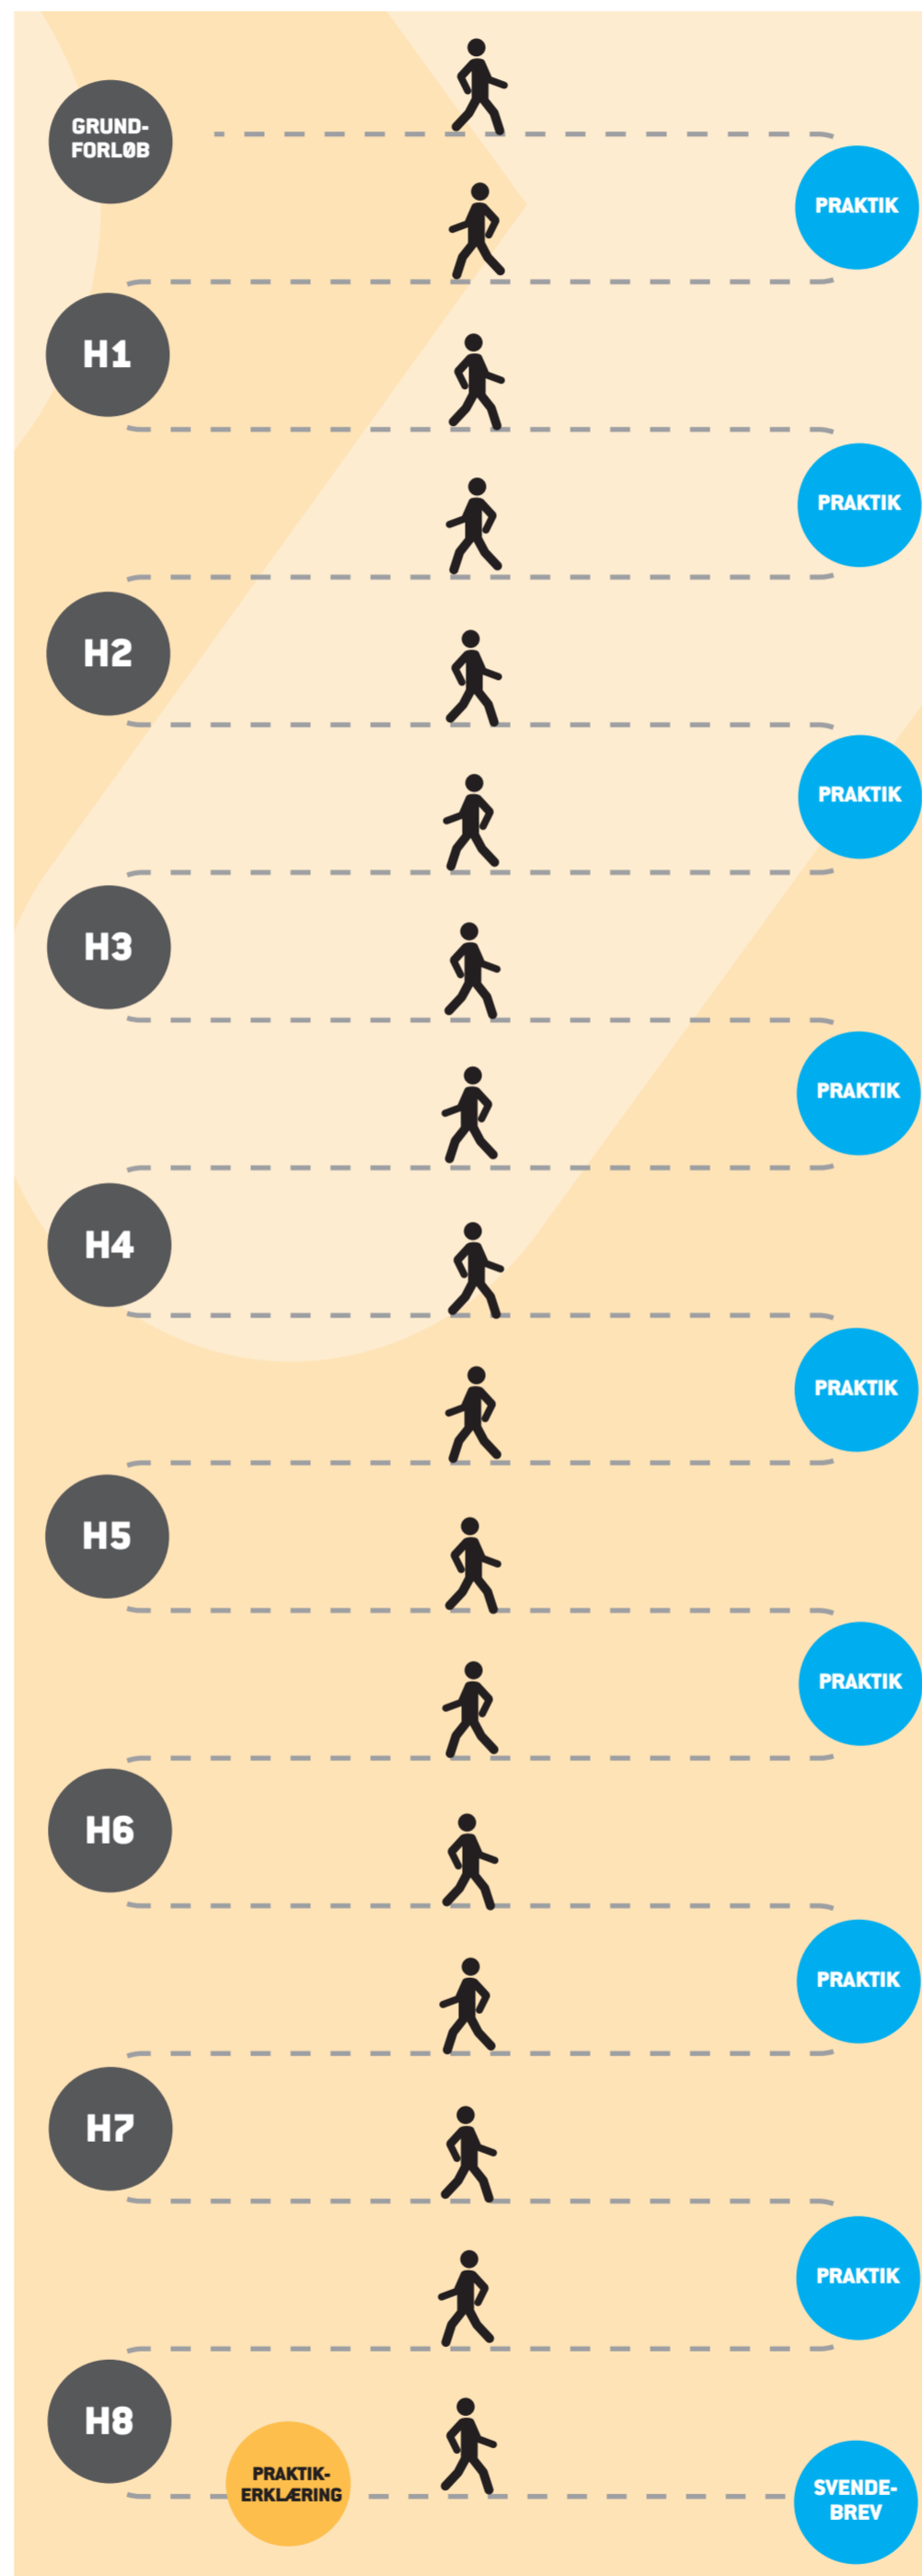 GRUND-
FORLØB
PRAKTIK
H1
PRAKTIK
H2
PRAKTIK
H3
PRAKTIK
H4
PRAKTIK
H5
PRAKTIK
H6
PRAKTIK
H7
PRAKTIK
H8
PRAKTIK-
ERKLÆRING
SVENDE-
BREV